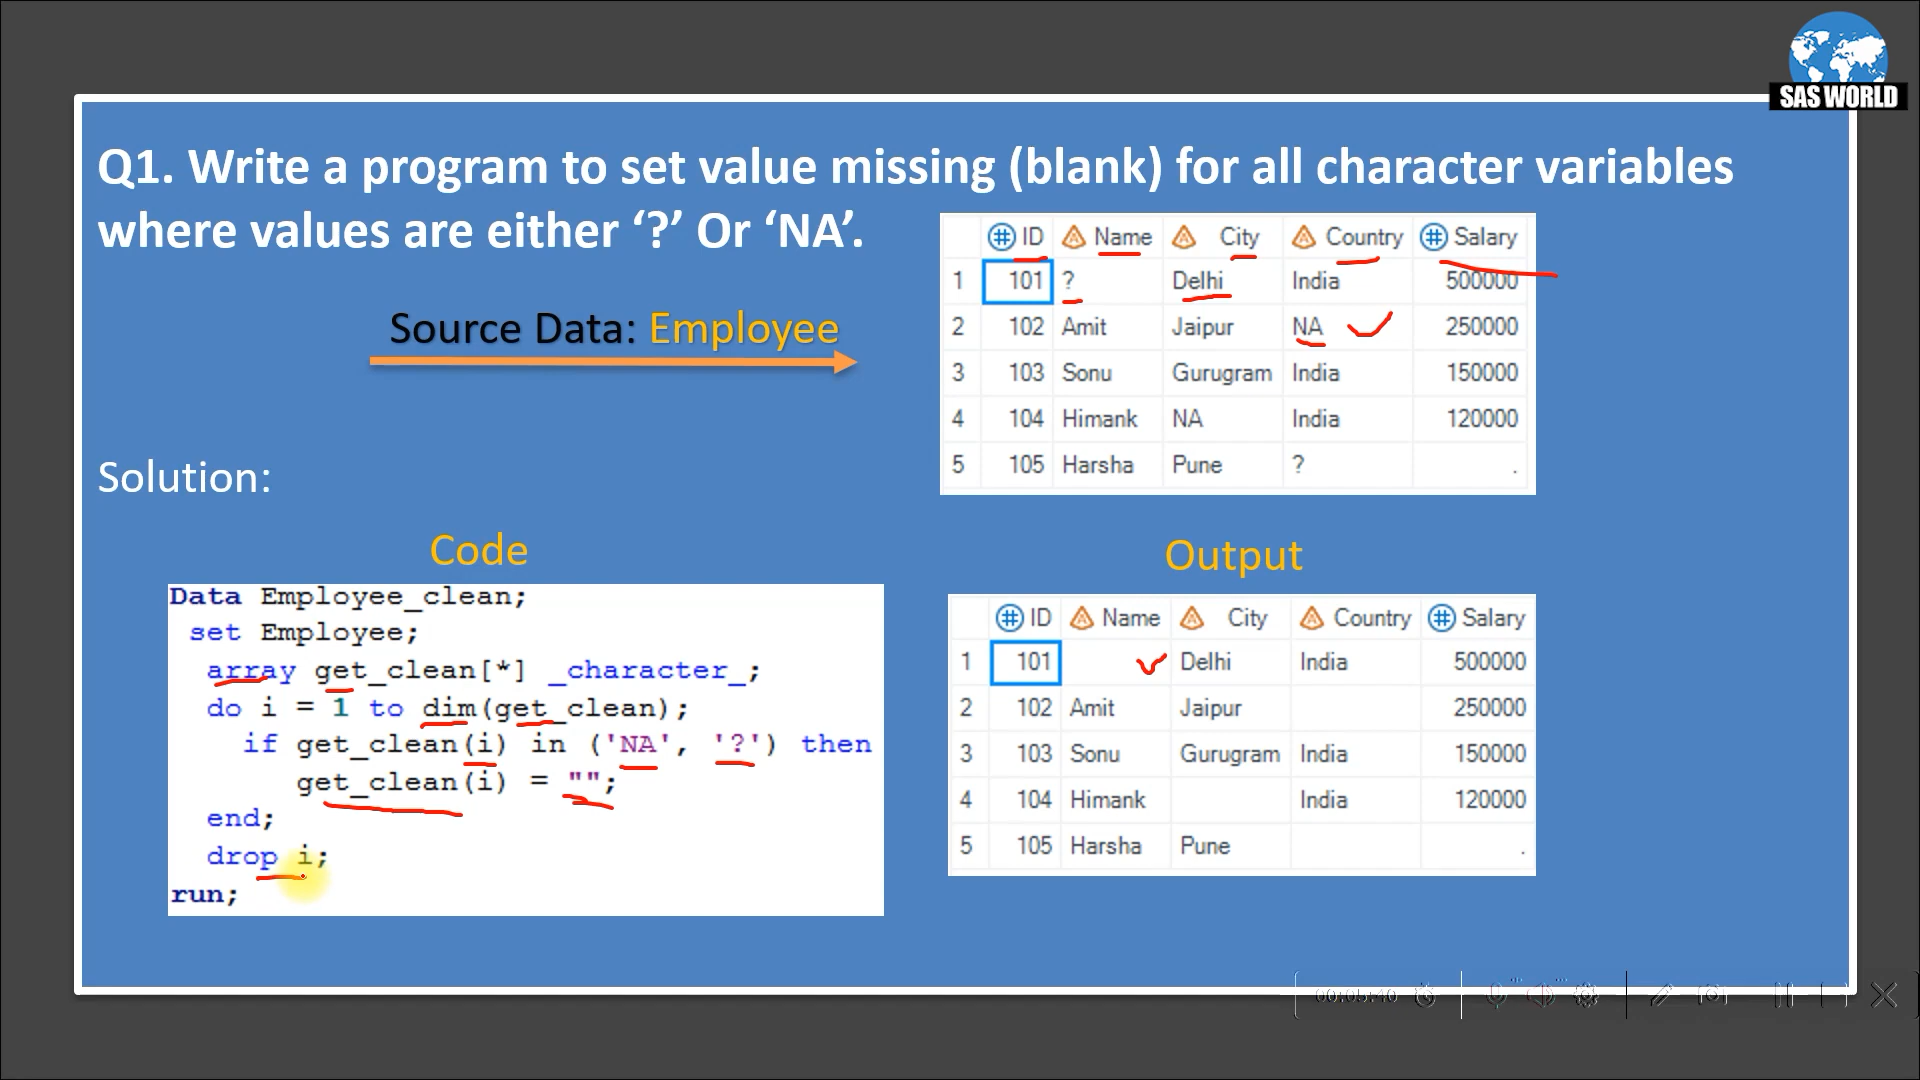 SAS WORLD
Q1. Write a program to set value missing (blank) for all character variables
where values are either ‘?’ Or ‘NA’.
Source Data: Employee
ID Name City Country Salary
1 101 ? Delhi India 500000
2 102 Amit Jaipur NA 250000
3 103 Sonu Gurugram India 150000
4 104 Himank NA India 120000
5 105 Harsha Pune ? .
Solution:
Code
Data Employee_clean;
set Employee;
array get_clean[*] _character_;
do i = 1 to dim(get_clean);
if get_clean(i) in ('NA', '?') then
get_clean(i) = "";
end;
drop i;
run;
Output
ID Name City Country Salary
1 101 Delhi India 500000
2 102 Amit Jaipur 250000
3 103 Sonu Gurugram India 150000
4 104 Himank India 120000
5 105 Harsha Pune .
00:05:40